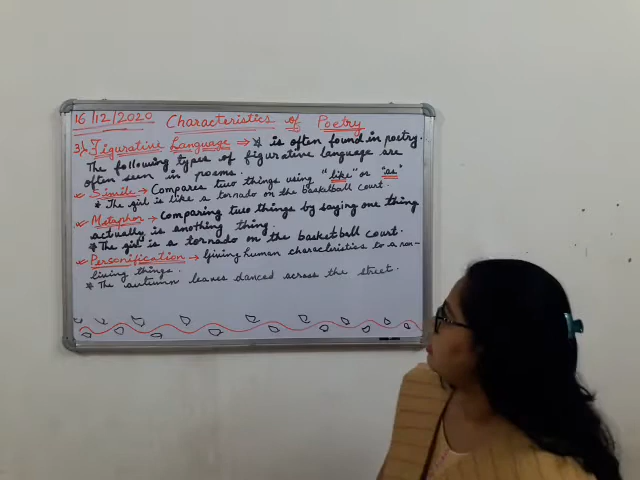 16/12/2020 Characteristics of Poetry
3) Figurative Language → * is often found in poetry.
The following types of figurative language are
often seen in poems.
Simile → Compares two things using "like" or "as"
* The girl is like a tornado on the basketball court.
Metaphor → comparing two things by saying one thing
actually is another thing.
* The girl is a tornado on the basketball court.
Personification → Giving human characteristics to a non-
living things.
* The autumn leaves danced across the street.